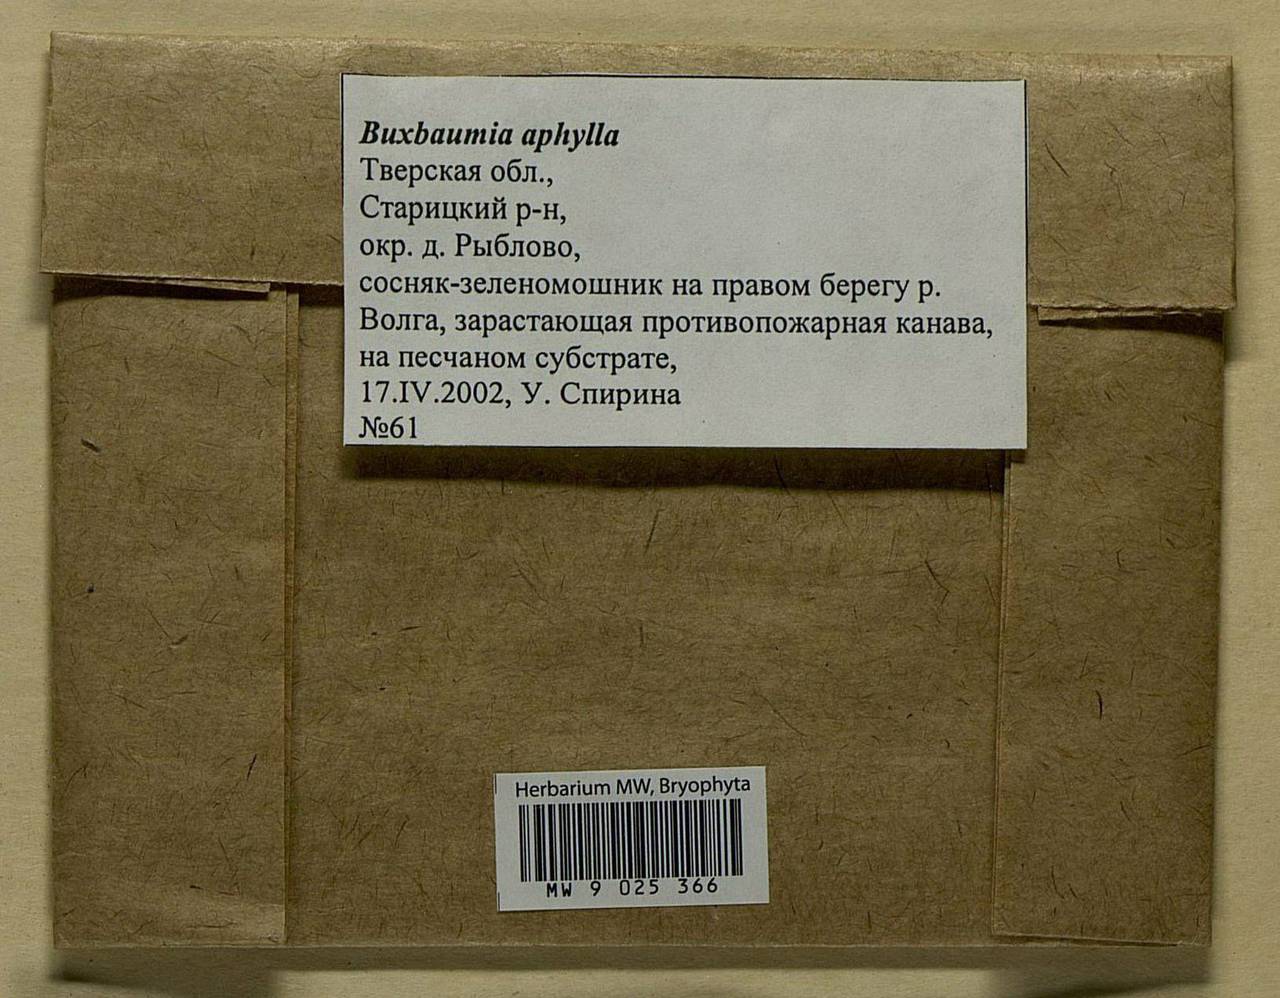 Buxbaumia aphylla
Тверская обл.,
Старицкий р-н,
окр. д. Рыблово,
сосняк-зеленомошник на правом берегу р.
Волга, зарастающая противопожарная канава,
на песчаном субстрате,
17.IV.2002, У. Спирина
№61
Herbarium MW, Bryophyta
MW 9 025 366